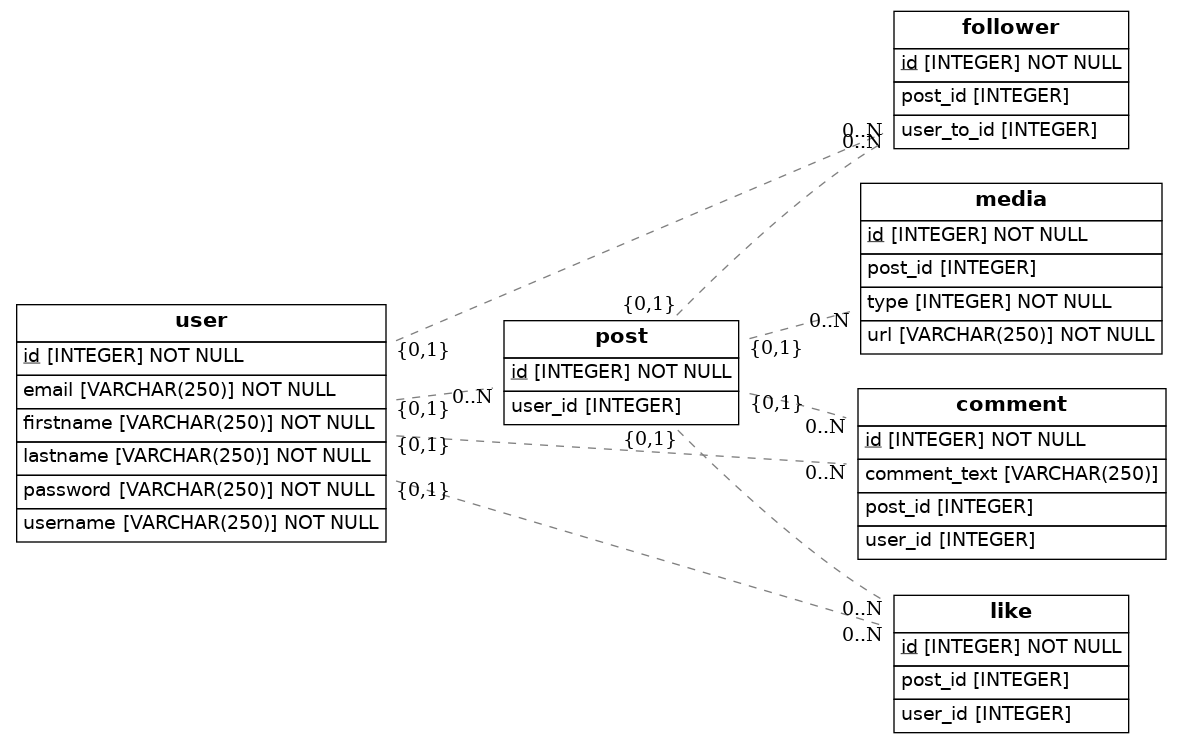 follower
id [INTEGER] NOT NULL
post_id [INTEGER]
user_to_id [INTEGER]
0..N
0..N
media
id [INTEGER] NOT NULL
post_id [INTEGER]
type [INTEGER] NOT NULL
url [VARCHAR(250)] NOT NULL
user
id [INTEGER] NOT NULL
email [VARCHAR(250)] NOT NULL
firstname [VARCHAR(250)] NOT NULL
lastname [VARCHAR(250)] NOT NULL
password [VARCHAR(250)] NOT NULL
username [VARCHAR(250)] NOT NULL
{0,1}
{0,1}
{0,1}
{0,1}
0..N
{0,1}
post
id [INTEGER] NOT NULL
user_id [INTEGER]
{0,1}
{0,1}
{0,1}
0..N
0..N
0..N
comment
id [INTEGER] NOT NULL
comment_text [VARCHAR(250)]
post_id [INTEGER]
user_id [INTEGER]
0..N
0..N
like
id [INTEGER] NOT NULL
post_id [INTEGER]
user_id [INTEGER]